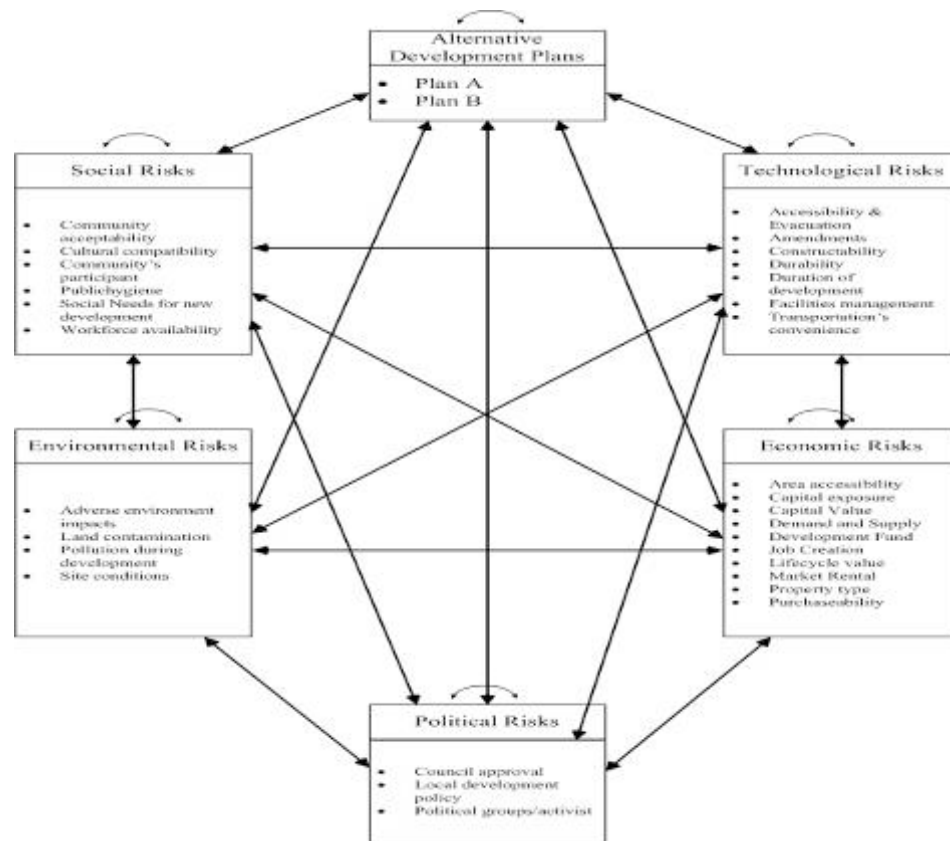 Alternative
Development Plans
• Plan A
• Plan B
Social Risks
• Community
acceptability
• Cultural compatibility
• Community's
participant
• Publichygiene
• Social Needs for new
development
• Workforce availability
Technological Risks
• Accessibility &
Evacuation
• Amendments
• Constructability
• Durability
• Duration of
development
• Facilities management
• Transportation's
convenience
Environmental Risks
• Adverse environment
impacts
• Land contamination
• Pollution during
development
• Site conditions
Economic Risks
• Area accessibility
• Capital exposure
• Capital Value
• Demand and Supply
• Development Fund
• Job Creation
• Lifecycle value
• Market Rental
• Property type
• Purchaseability
Political Risks
• Council approval
• Local development
policy
• Political groups/activist